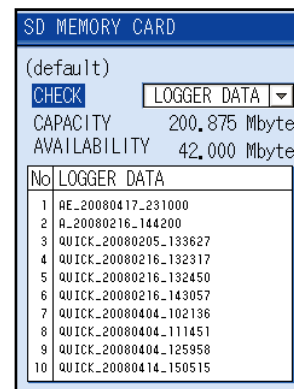 SD MEMORY CARD
(default)
CHECK LOGGER DATA
CAPACITY 200.875 Mbyte
AVAILABILITY 42.000 Mbyte
No LOGGER DATA
1 AE_20080417_231000
2 A_20080216_144200
3 QUICK_20080205_133627
4 QUICK_20080216_132317
5 QUICK_20080216_132450
6 QUICK_20080216_143057
7 QUICK_20080404_102136
8 QUICK_20080404_111451
9 QUICK_20080404_125958
10 QUICK_20080414_150515